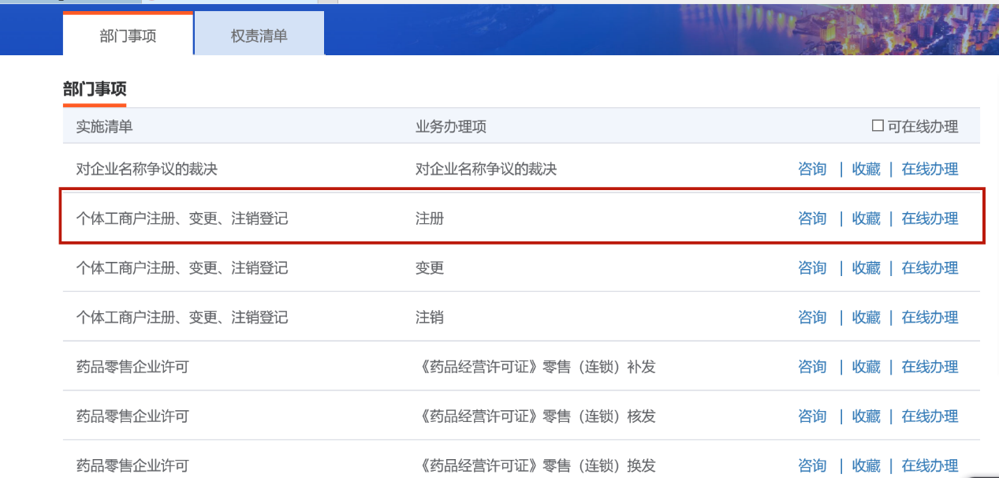 部门事项 权责清单
部门事项
实施清单 业务办理项 可在线办理
对企业名称争议的裁决 对企业名称争议的裁决 咨询 | 收藏 | 在线办理
个体工商户注册、变更、注销登记 注册 咨询 | 收藏 | 在线办理
个体工商户注册、变更、注销登记 变更 咨询 | 收藏 | 在线办理
个体工商户注册、变更、注销登记 注销 咨询 | 收藏 | 在线办理
药品零售企业许可 《药品经营许可证》零售（连锁）补发 咨询 | 收藏 | 在线办理
药品零售企业许可 《药品经营许可证》零售（连锁）核发 咨询 | 收藏 | 在线办理
药品零售企业许可 《药品经营许可证》零售（连锁）换发 咨询 | 收藏 | 在线办理